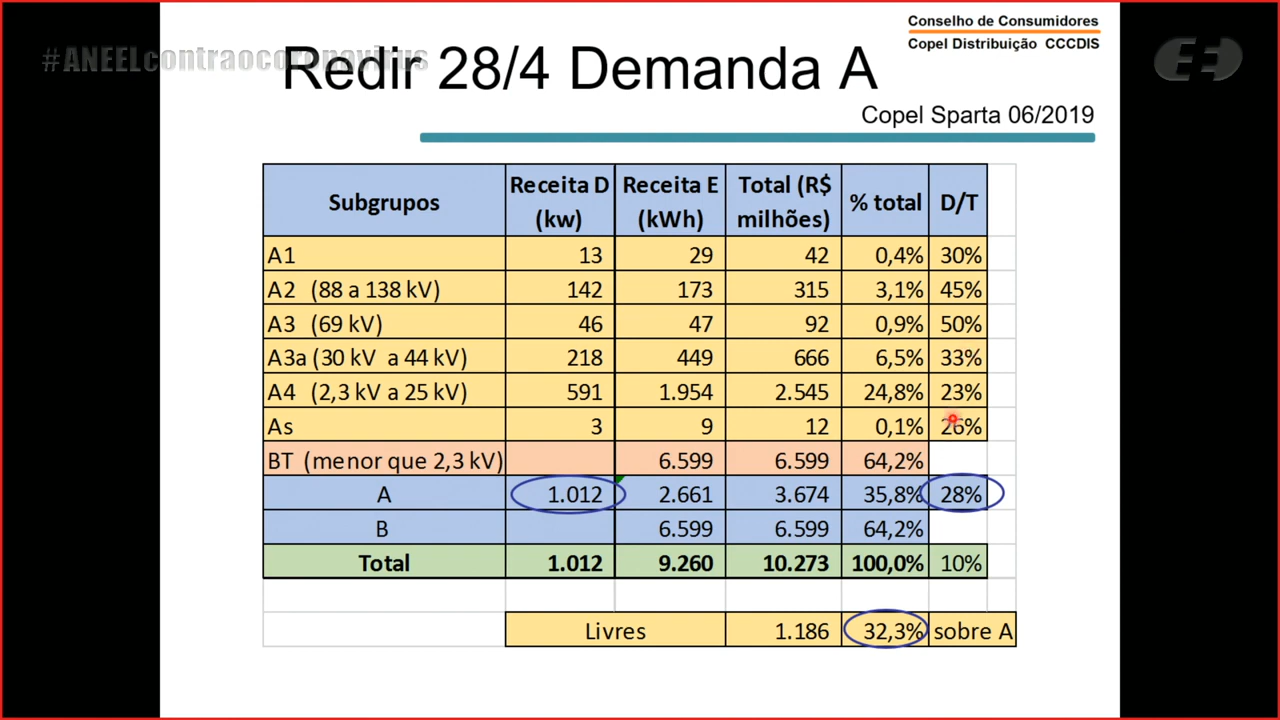 Conselho de Consumidores
Copel Distribuição CCCDIS
#ANEELcontraocoronavirus
Redir 28/4 Demanda A
Copel Sparta 06/2019
Subgrupos Receita D (kw) Receita E (kWh) Total (R$ milhões) % total D/T
A1 13 29 42 0,4% 30%
A2 (88 a 138 kV) 142 173 315 3,1% 45%
A3 (69 kV) 46 47 92 0,9% 50%
A3a (30 kV a 44 kV) 218 449 666 6,5% 33%
A4 (2,3 kV a 25 kV) 591 1.954 2.545 24,8% 23%
As 3 9 12 0,1% 26%
BT (menor que 2,3 kV) 6.599 6.599 64,2%
A 1.012 2.661 3.674 35,8% 28%
B 6.599 6.599 64,2%
Total 1.012 9.260 10.273 100,0% 10%
Livres 1.186 32,3% sobre A